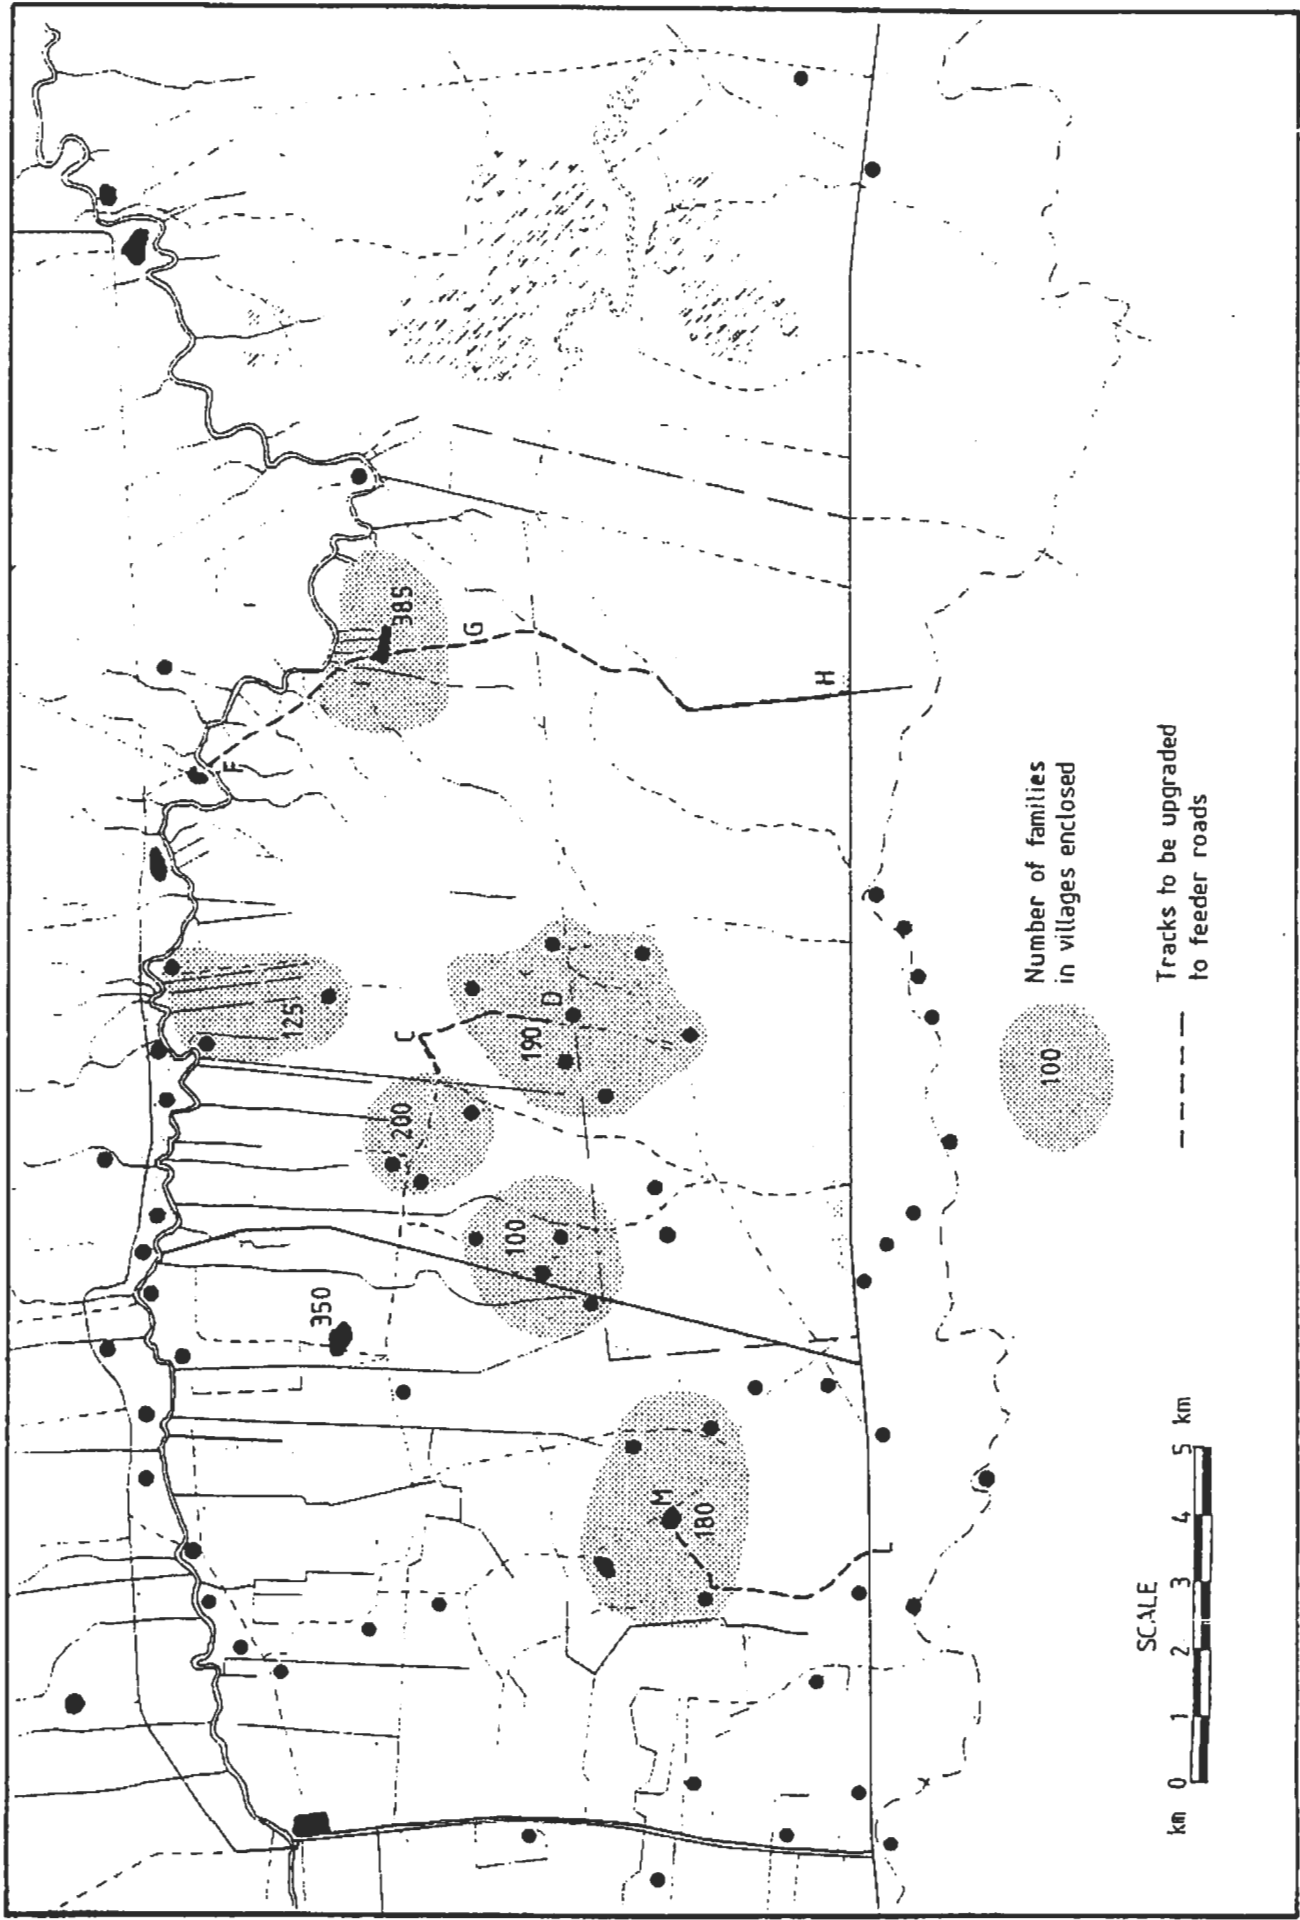 385
G
H
F
125
C
190
D
200
100
350
M
180
L
100
Number of families
in villages enclosed
Tracks to be upgraded
to feeder roads
SCALE
km 0 1 2 3 4 5 km